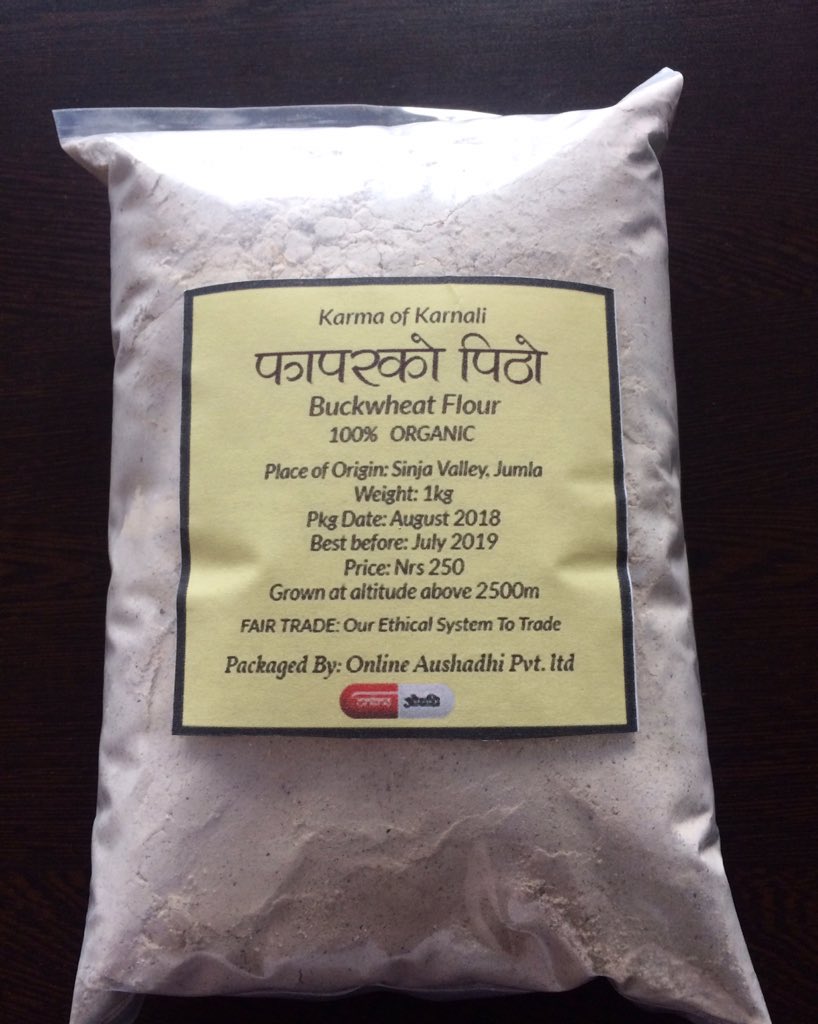 Karma of Karnali
फापरको पिठो
Buckwheat Flour
100% ORGANIC
Place of Origin: Sinja Valley, Jumla
Weight: 1kg
Pkg Date: August 2018
Best before: July 2019
Price: Nrs 250
Grown at altitude above 2500m
FAIR TRADE: Our Ethical System To Trade
Packaged By: Online Aushadhi Pvt. ltd